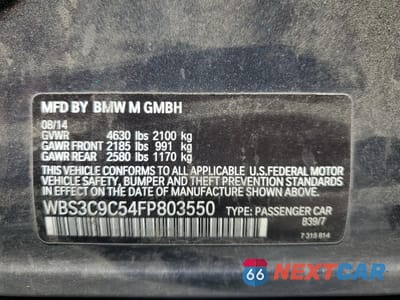 MFD BY BMW M GMBH
08/14
GVWR 4630 lbs 2100 kg
GAWR FRONT 2185 lbs 991 kg
GAWR REAR 2580 lbs 1170 kg
THIS VEHICLE CONFORMS TO ALL APPLICABLE U.S. FEDERAL MOTOR
VEHICLE SAFETY, BUMPER, AND THEFT PREVENTION STANDARDS
IN EFFECT ON THE DATE OF MANUFACTURE SHOWN ABOVE.
WBS3C9C54FP803550 TYPE: PASSENGER CAR
839/7
7 319 814
66 NEXTCAR